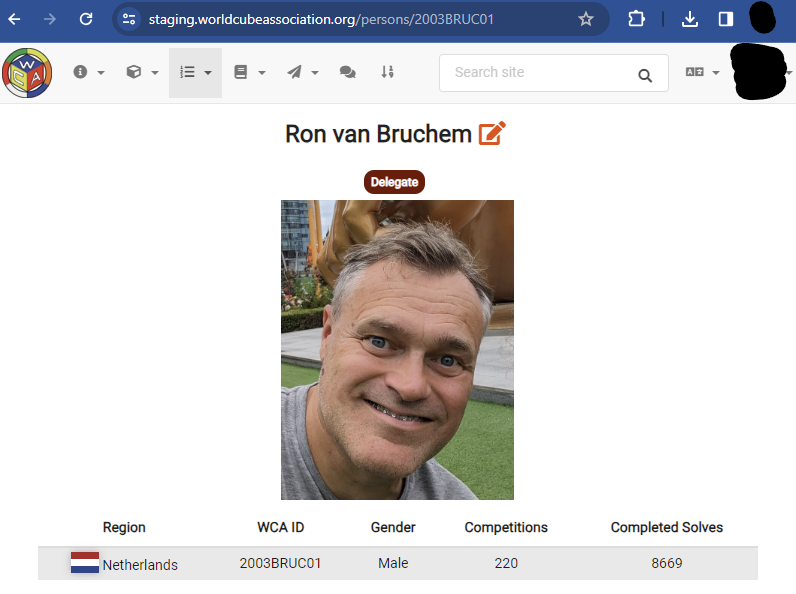 staging.worldcubeassociation.org/persons/2003BRUC01
WCA
Search site
Ron van Bruchem
Delegate
Region WCA ID Gender Competitions Completed Solves
Netherlands 2003BRUC01 Male 220 8669